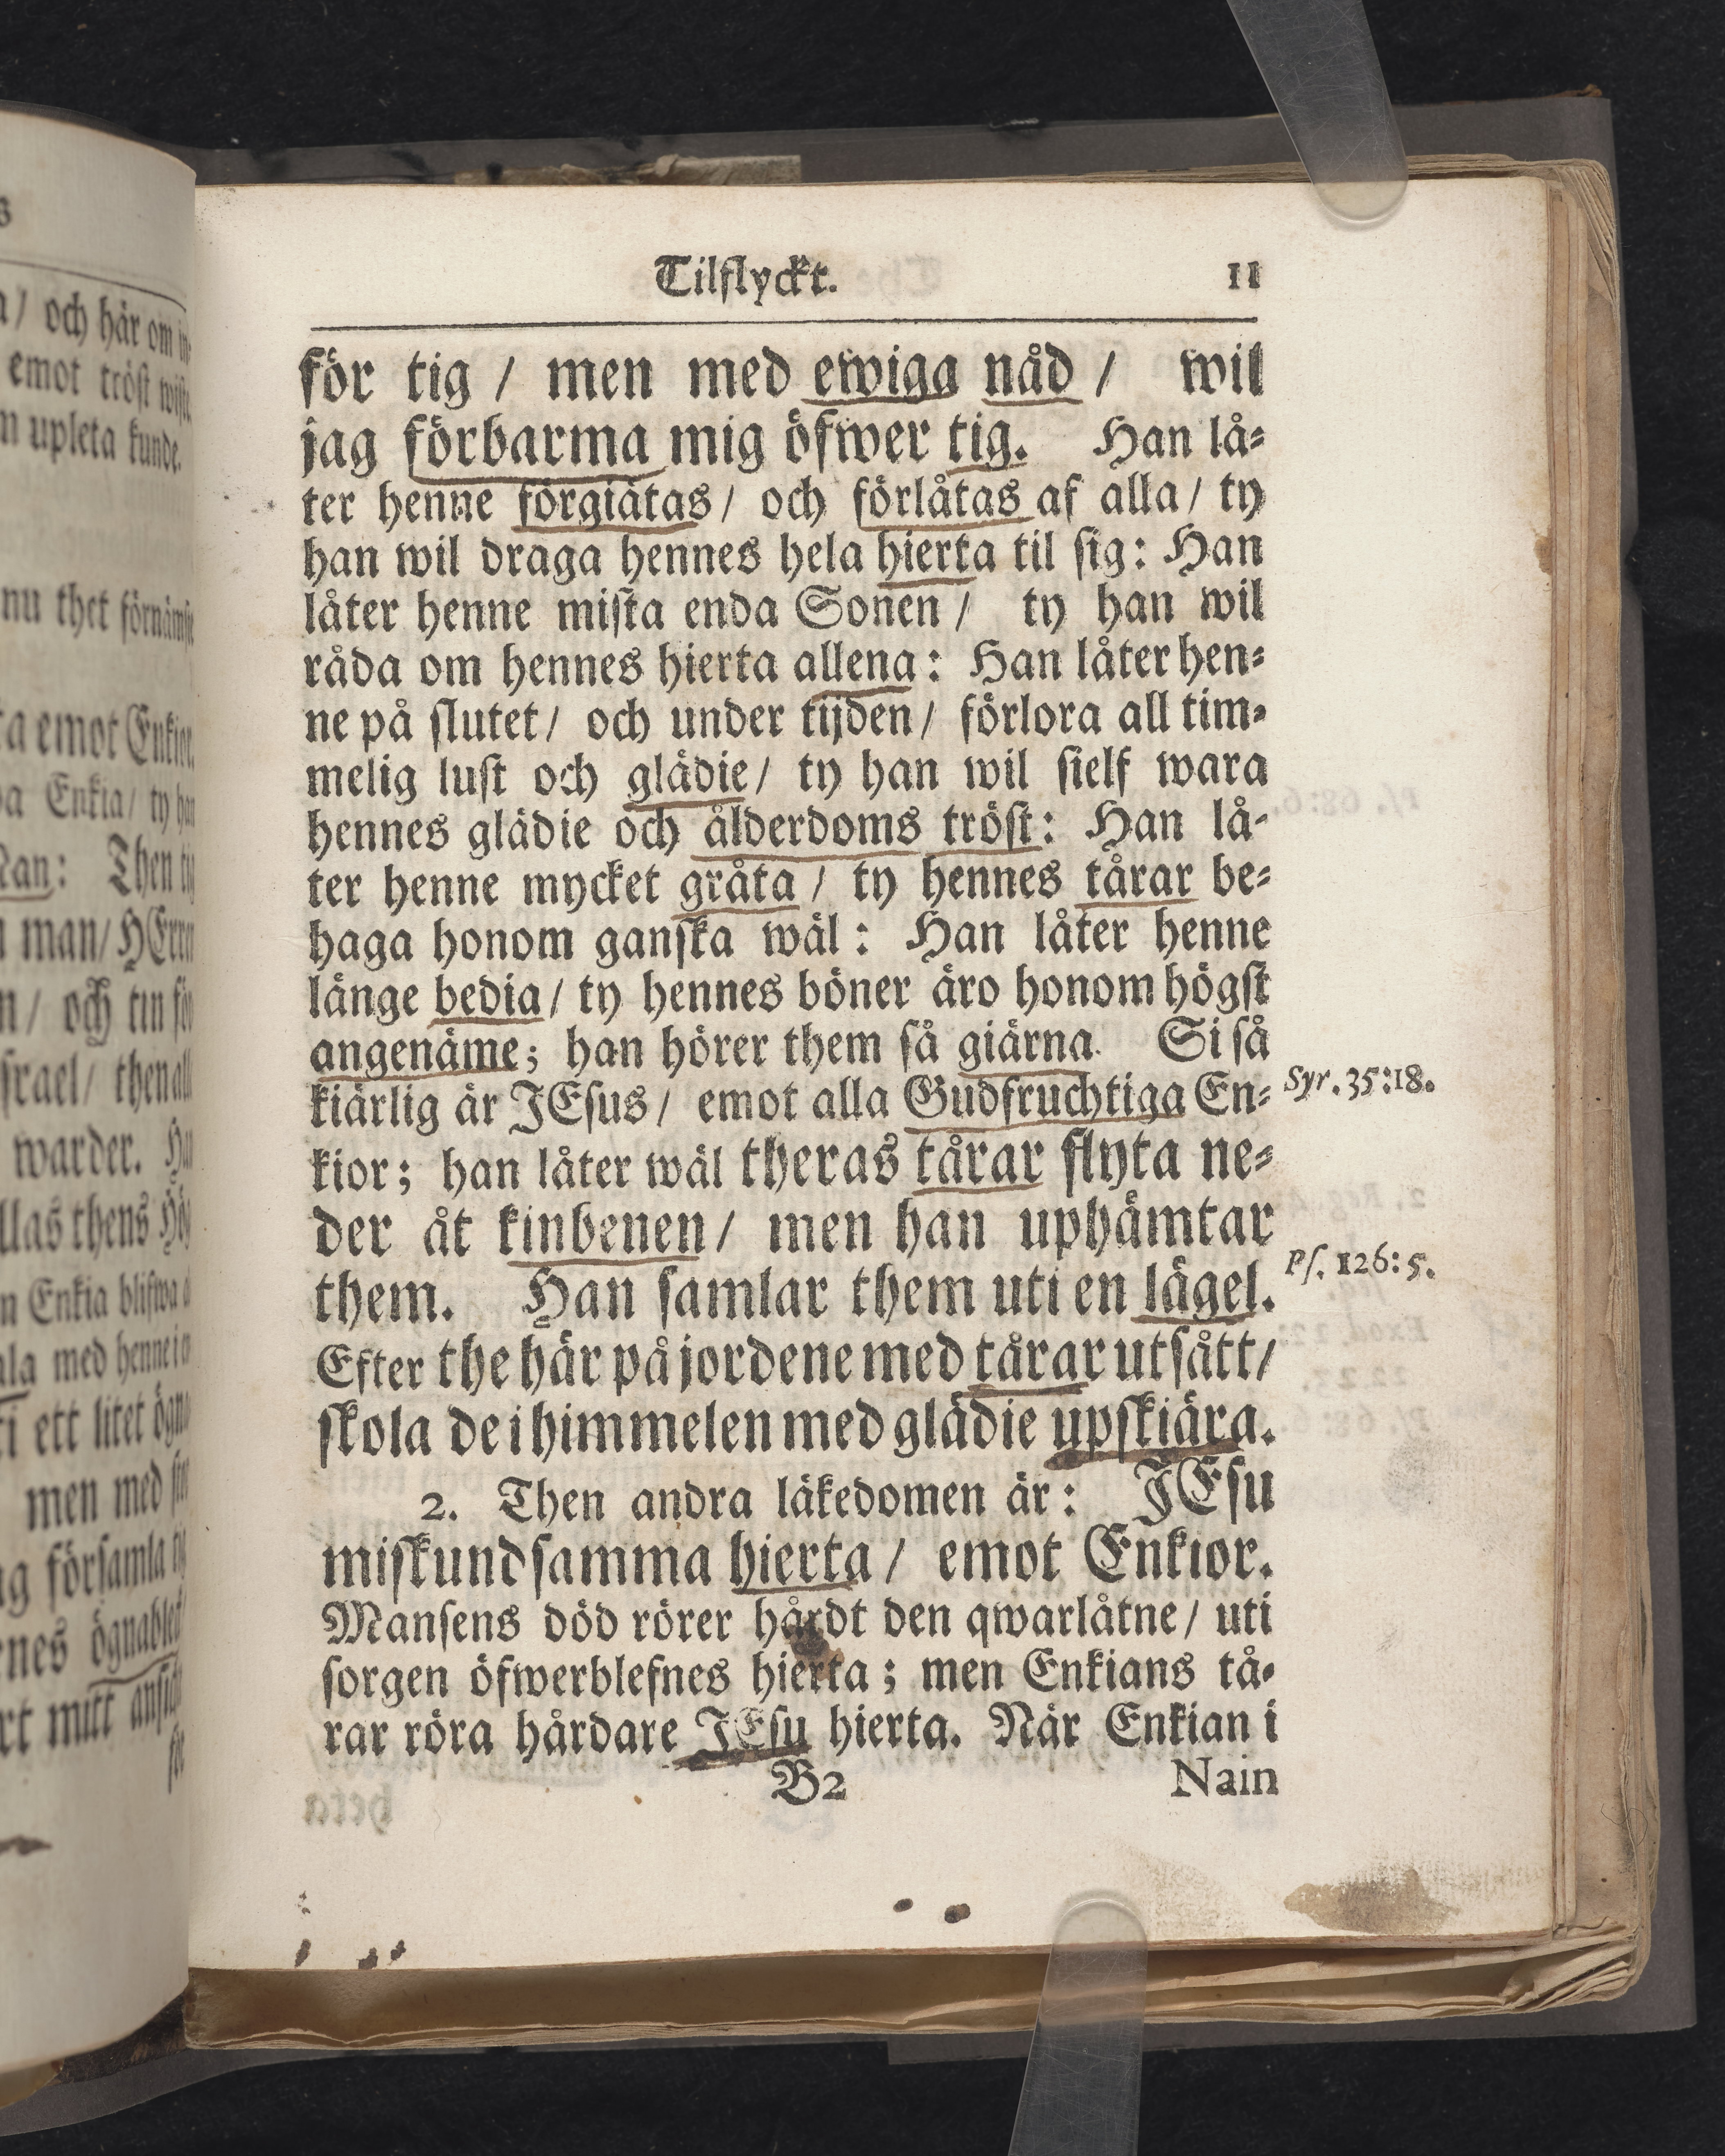 Tilflyckt. 11
för tig / men med ewiga nåd / wil
jag förbarma mig öfwer tig. Han lå⸗
ter henne förgiätas / och förlåtas af alla / ty
han wil draga hennes hela hierta til sig: Han
låter henne mista enda Sonen / ty han wil
råda om hennes hierta allena: Han låter hen⸗
ne på slutet / och under tijden / förlora all tim⸗
melig lust och glädie / ty han wil sielf wara
hennes glädie och ålderdoms tröst: Han lå⸗
ter henne mycket gråta / ty hennes tårar be⸗
haga honom ganska wäl: Han låter henne
länge bedia / ty hennes böner äro honom högst
angenäme; han hörer them så giärna. Si så
kiärlig är JEsus / emot alla Gudfruchtiga En⸗
Syr. 35:18.
kior; han låter wäl theras tårar flyta ne⸗
der åt kinbenen / men han uphämtar
them. Han samlar them uti en lägel.
Ps. 126:5.
Efter the här på jordene med tårar utsått /
skola de i himmelen med glädie upskiära.
2. Then andra läkedomen är: JEsu
miskundsamma hierta / emot Enkior.
Mansens död rörer hårdt den qwarlåtne / uti
sorgen öfwerblefnes hierta; men Enkians tå⸗
rar röra hårdare JEsu hierta. När Enkian i
B2 Nain